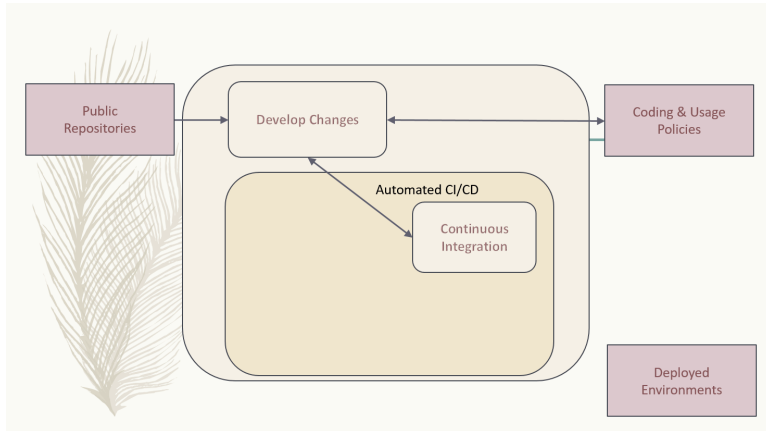 Public
Repositories
Develop Changes
Coding & Usage
Policies
Automated CI/CD
Continuous
Integration
Deployed
Environments